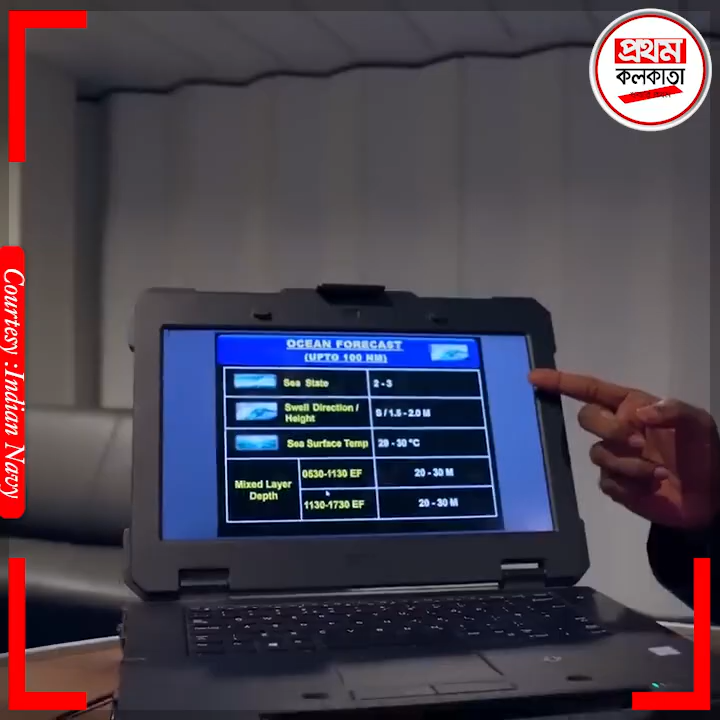 প্রথম
কলকাতা
Courtesy :Indian Navy
OCEAN FORECAST
(UPTO 100 NM)
Sea State
2 - 3
Swell Direction /
Height
S / 1.5 - 2.0 M
Sea Surface Temp
29 - 30 °C
Mixed Layer
Depth
0530-1130 EF
20 - 30 M
1130-1730 EF
20 - 30 M